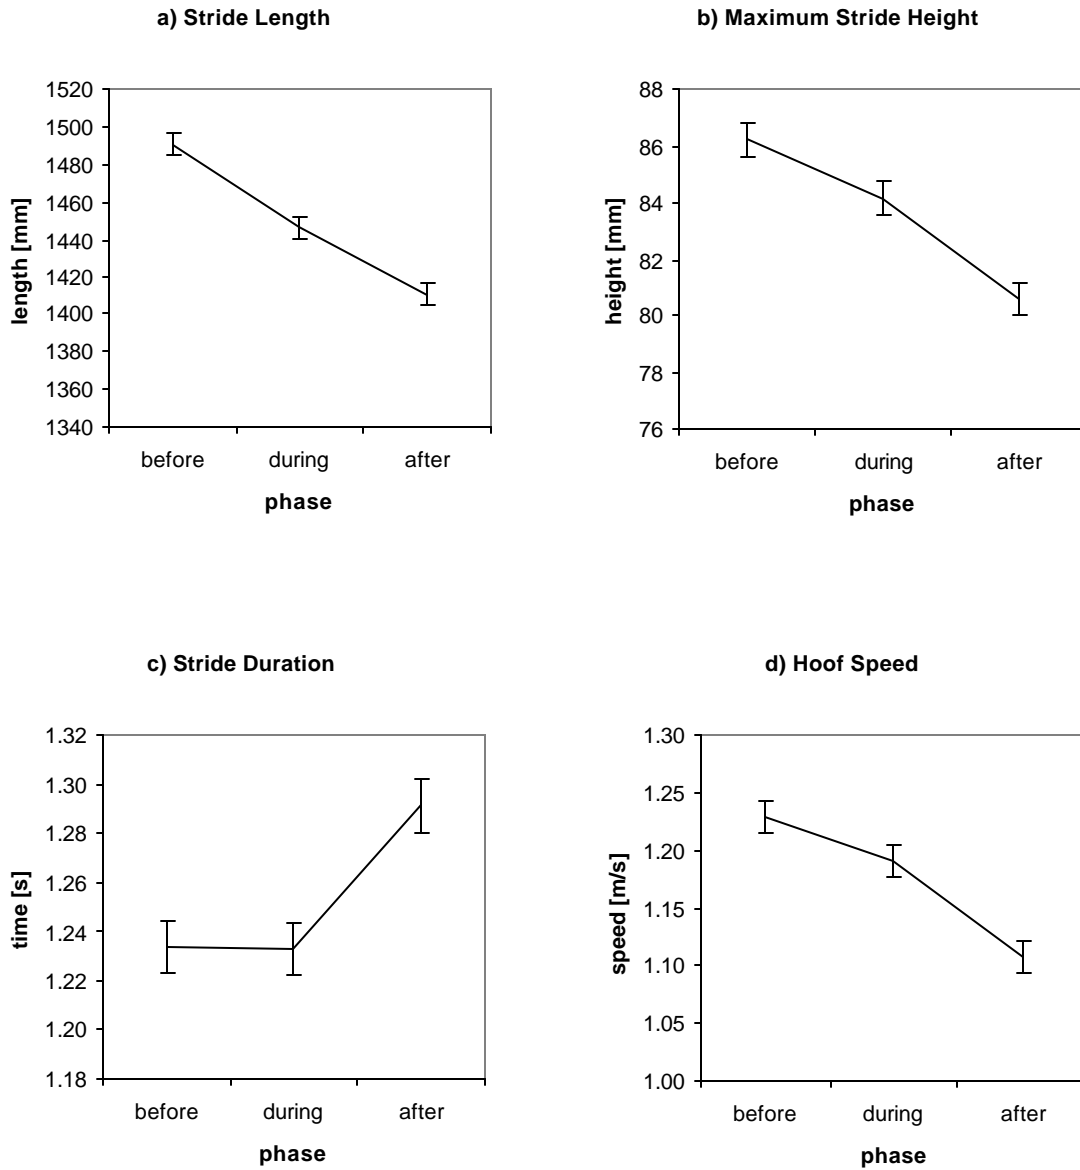 a) Stride Length
length [mm]
1520
1500
1480
1460
1440
1420
1400
1380
1360
1340
before during after
phase
b) Maximum Stride Height
height [mm]
88
86
84
82
80
78
76
before during after
phase
c) Stride Duration
time [s]
1.32
1.30
1.28
1.26
1.24
1.22
1.20
1.18
before during after
phase
d) Hoof Speed
speed [m/s]
1.30
1.25
1.20
1.15
1.10
1.05
1.00
before during after
phase